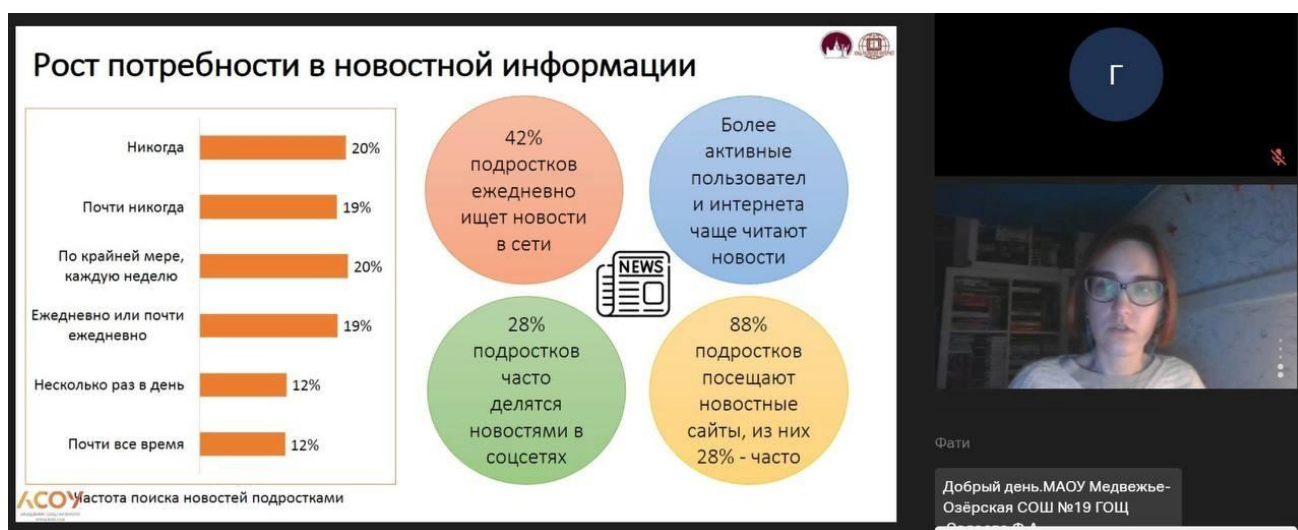 Рост потребности в новостной информации
Никогда
20%
Почти никогда
19%
По крайней мере,
каждую неделю
20%
Ежедневно или почти
ежедневно
19%
Несколько раз в день
12%
Почти все время
12%
Частота поиска новостей подростками
АСОУ
42%
подростков
ежедневно
ищет новости
в сети
Более
активные
пользовател
и интернета
чаще читают
новости
NEWS
28%
подростков
часто
делятся
новостями в
соцсетях
88%
подростков
посещают
новостные
сайты, из них
28% - часто
Г
Фати
Добрый день.МАОУ Медвежье-
Озёрская СОШ №19 ГОЩ